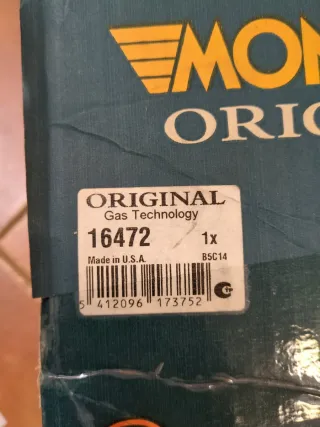 MON
ORIG
ORIGINAL
Gas Technology
16472 1x
Made in U.S.A. B5C14
5 412096 173752